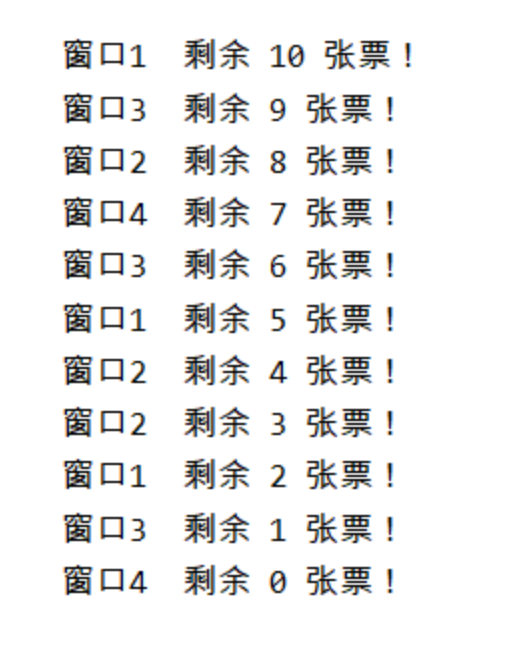 窗口1  剩余 10 张票！
窗口3  剩余 9 张票！
窗口2  剩余 8 张票！
窗口4  剩余 7 张票！
窗口3  剩余 6 张票！
窗口1  剩余 5 张票！
窗口2  剩余 4 张票！
窗口2  剩余 3 张票！
窗口1  剩余 2 张票！
窗口3  剩余 1 张票！
窗口4  剩余 0 张票！